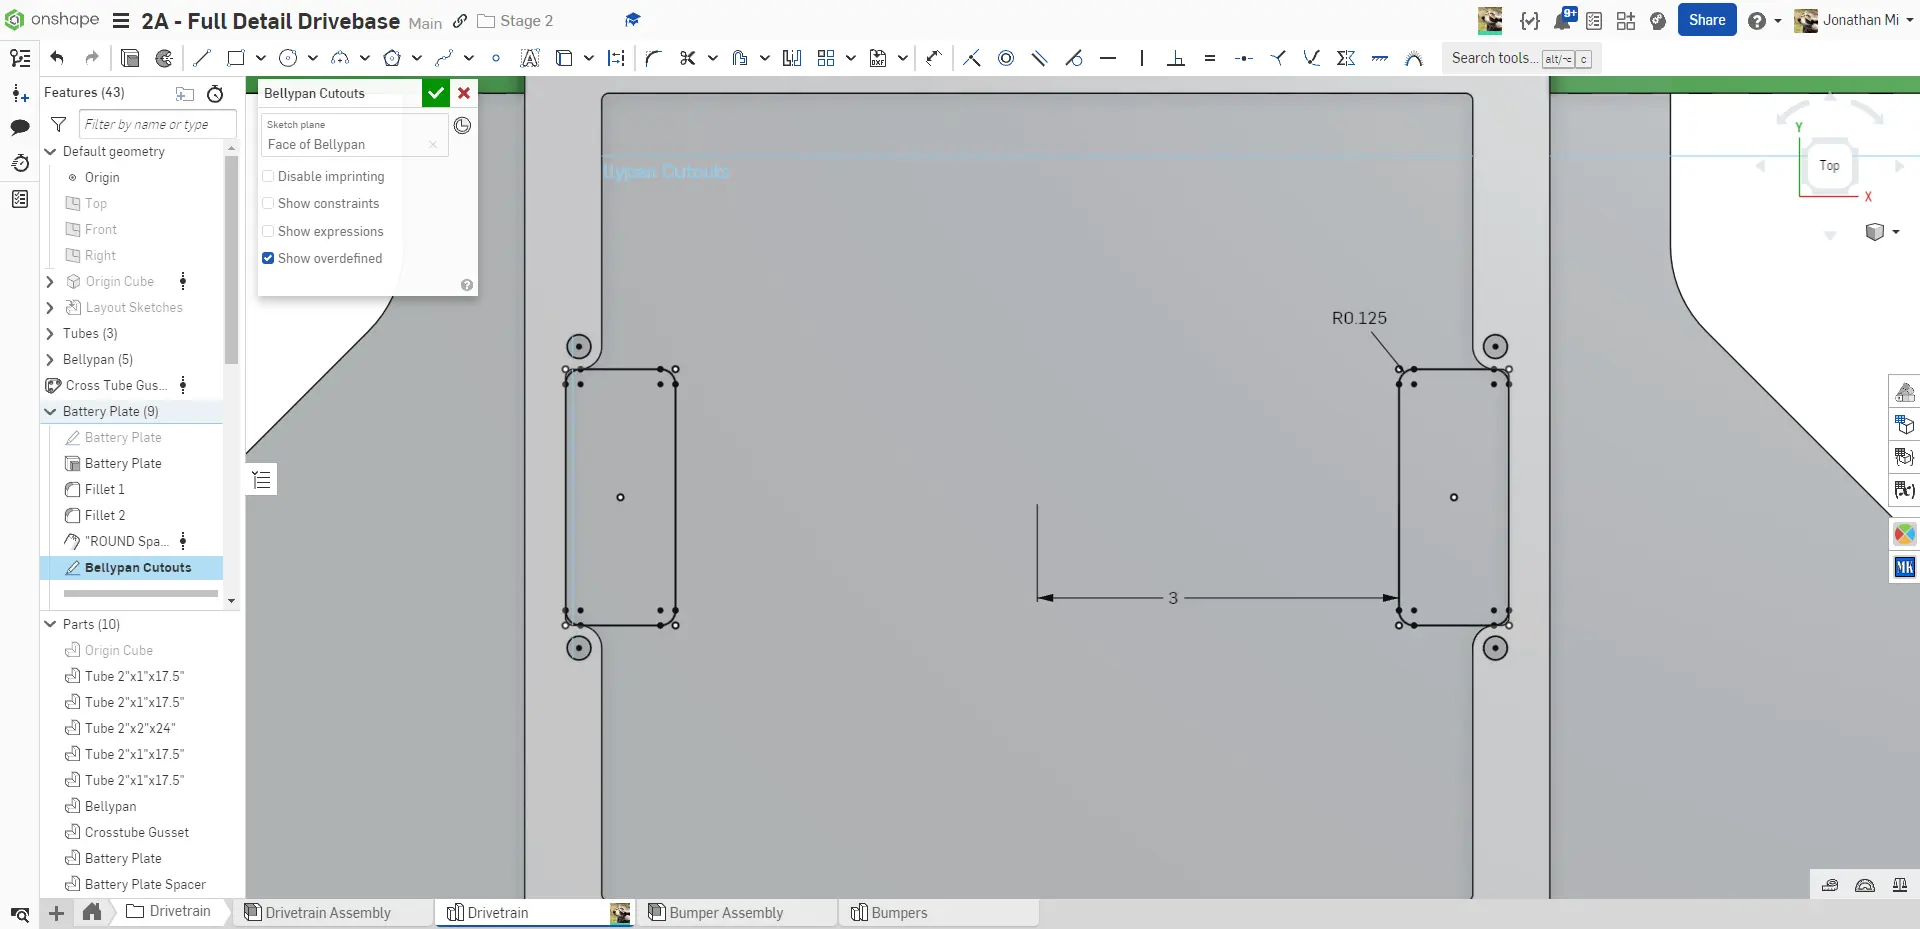 onshape 2A - Full Detail Drivebase Main Stage 2 9+ Share Jonathan Mi
Search tools... alt/⌥ c
Features (43)
Filter by name or type
Default geometry
Origin
Top
Front
Right
Origin Cube
Layout Sketches
Tubes (3)
Bellypan (5)
Cross Tube Gus...
Battery Plate (9)
Battery Plate
Battery Plate
Fillet 1
Fillet 2
"ROUND Spa...
Bellypan Cutouts
Parts (10)
Origin Cube
Tube 2"x1"x17.5"
Tube 2"x1"x17.5"
Tube 2"x2"x24"
Tube 2"x1"x17.5"
Tube 2"x1"x17.5"
Bellypan
Crosstube Gusset
Battery Plate
Battery Plate Spacer
Bellypan Cutouts
Sketch plane
Face of Bellypan
Disable imprinting
Show constraints
Show expressions
Show overdefined
llypan Cutouts
R0.125
3
Y
Top
X
MK
Drivetrain Drivetrain Assembly Drivetrain Bumper Assembly Bumpers